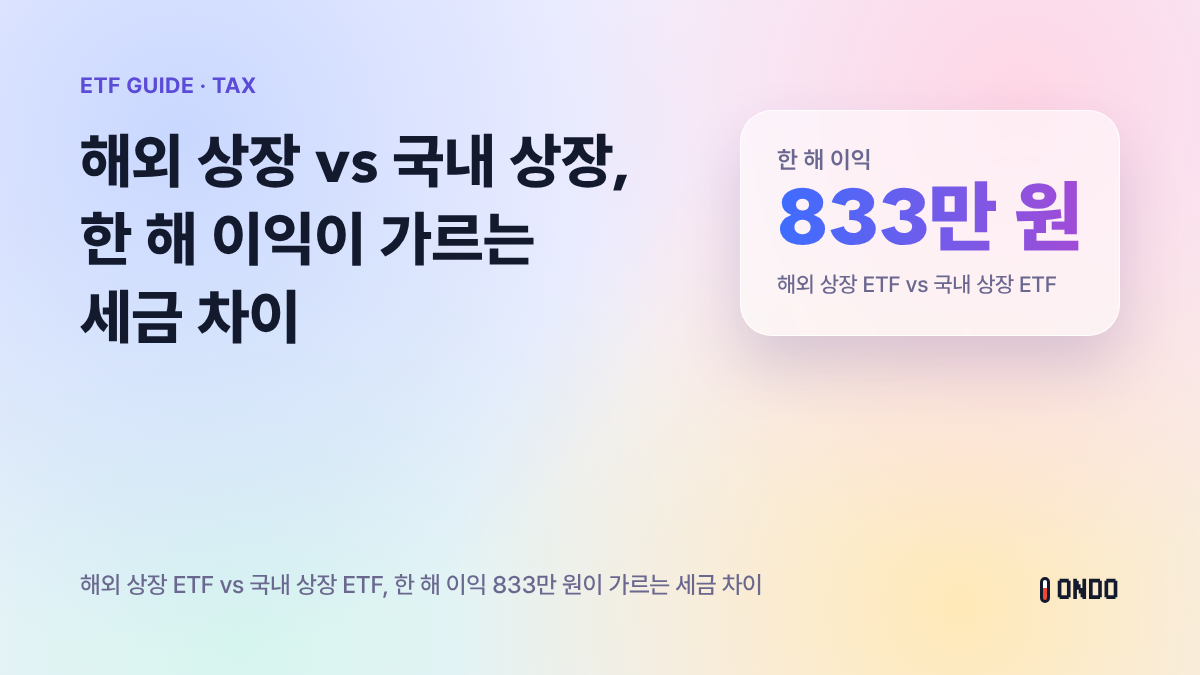 ETF GUIDE · TAX
해외 상장 vs 국내 상장,
한 해 이익이 가르는
세금 차이
한 해 이익
833만 원
해외 상장 ETF vs 국내 상장 ETF
해외 상장 ETF vs 국내 상장 ETF, 한 해 이익 833만 원이 가르는 세금 차이
ONDO